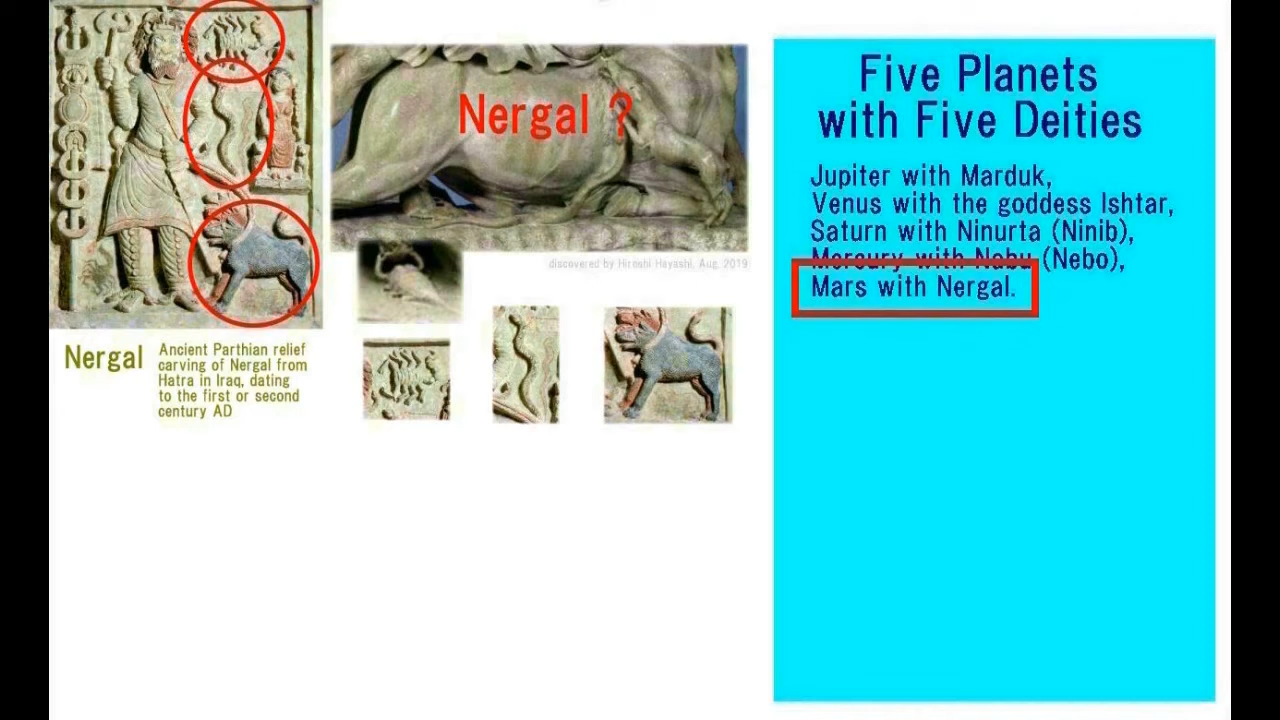 Nergal ?
discovered by Hiroshi Hayashi, Aug. 2019
Nergal
Ancient Parthian relief
carving of Nergal from
Hatra in Iraq, dating
to the first or second
century AD
Five Planets
with Five Deities
Jupiter with Marduk,
Venus with the goddess Ishtar,
Saturn with Ninurta (Ninib),
Mercury with Nabu (Nebo),
Mars with Nergal.